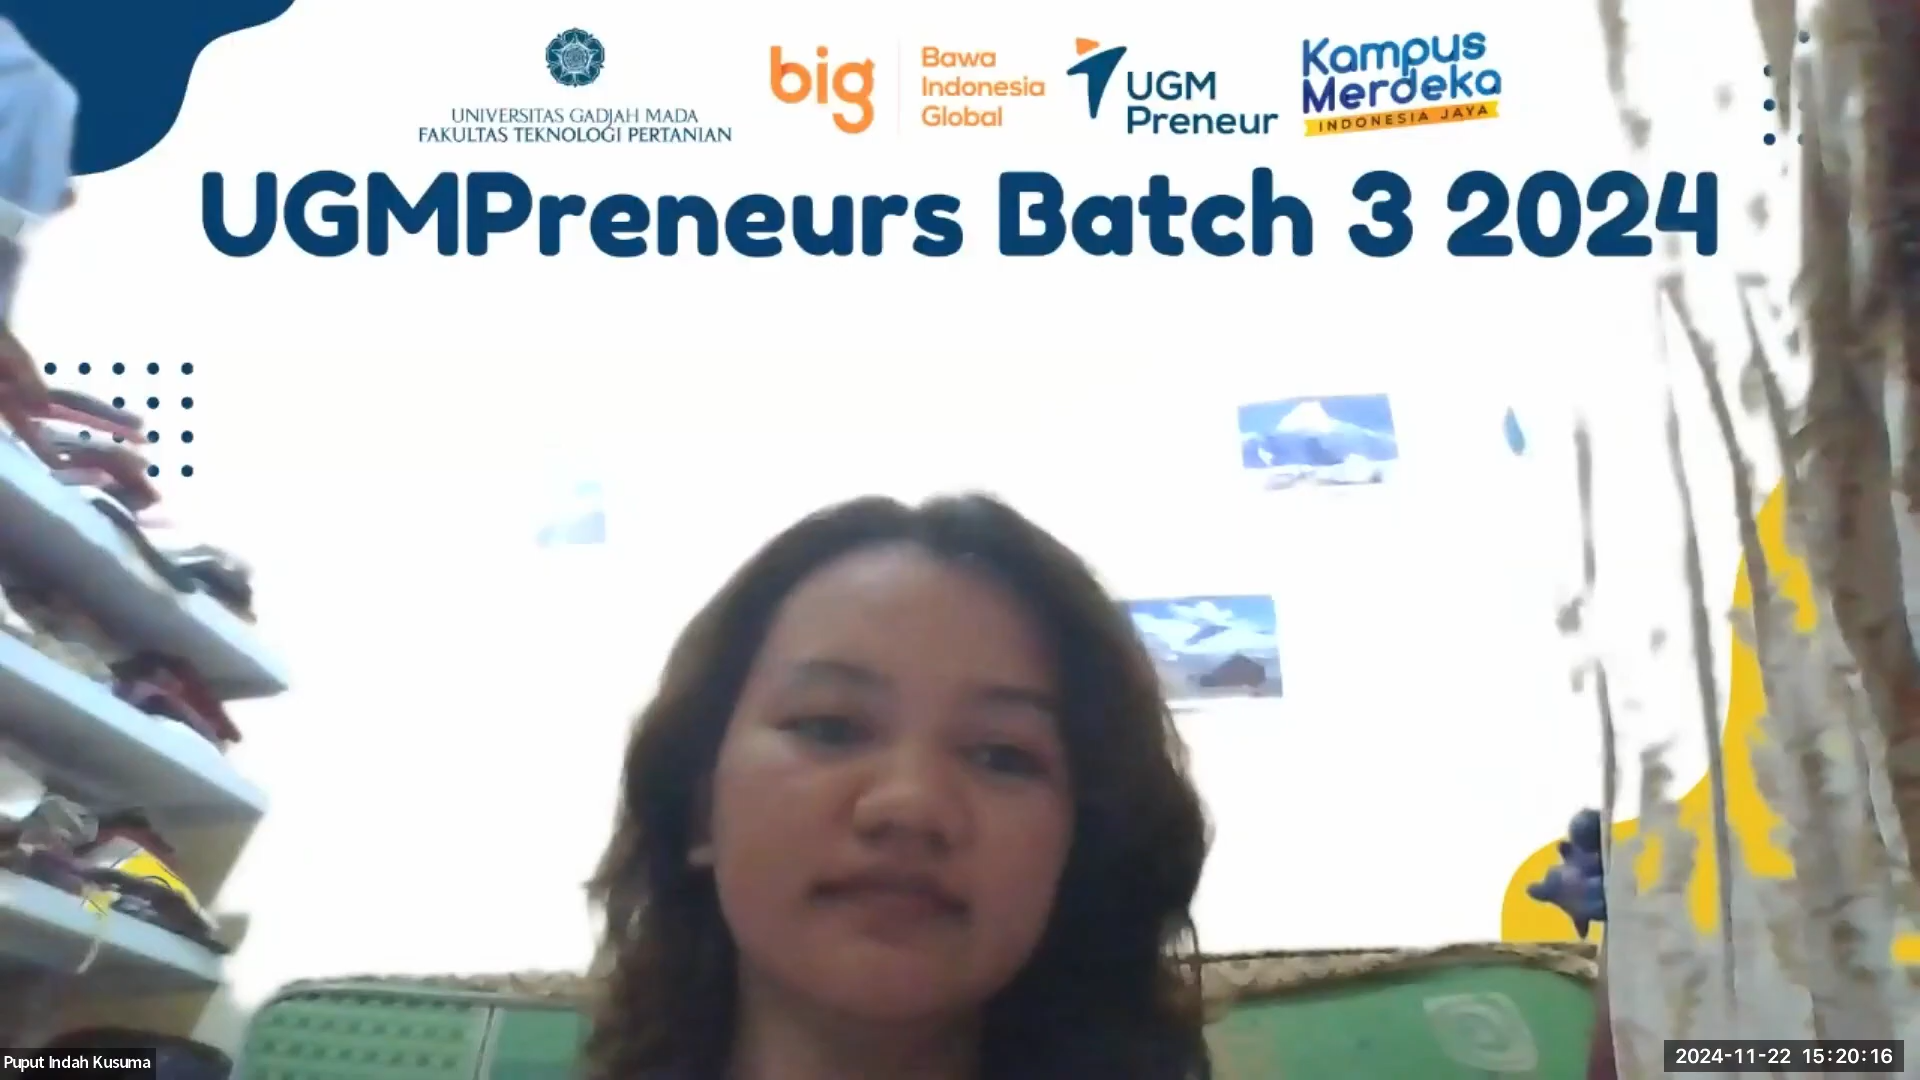 UNIVERSITAS GADJAH MADA
FAKULTAS TEKNOLOGI PERTANIAN
big
Bawa
Indonesia
Global
UGM
Preneur
Kampus
Merdeka
INDONESIA JAYA
UGMPreneurs Batch 3 2024
Puput Indah Kusuma
2024-11-22 15:20:16